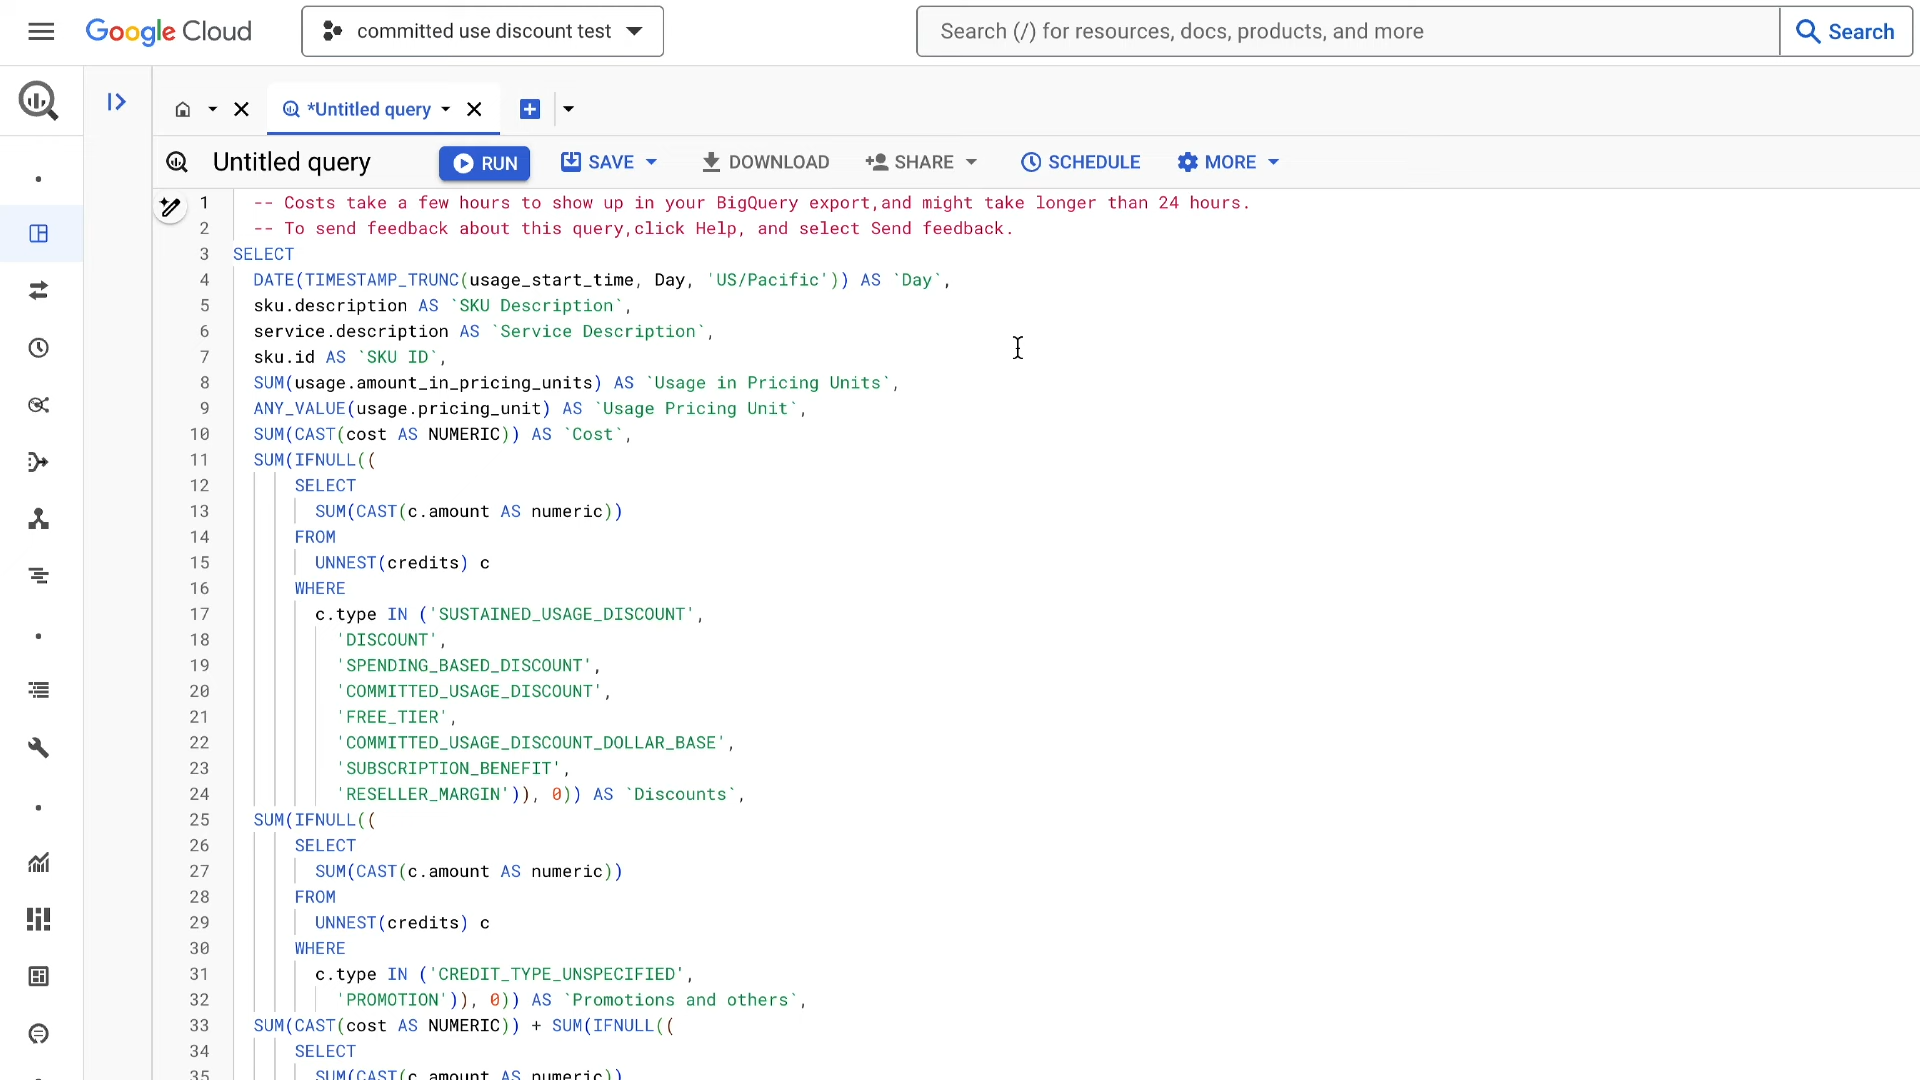 Google Cloud
committed use discount test
Search (/) for resources, docs, products, and more
Search
*Untitled query
Untitled query
RUN
SAVE
DOWNLOAD
SHARE
SCHEDULE
MORE
1 -- Costs take a few hours to show up in your BigQuery export,and might take longer than 24 hours.
2 -- To send feedback about this query,click Help, and select Send feedback.
3 SELECT
4 DATE(TIMESTAMP_TRUNC(usage_start_time, Day, 'US/Pacific')) AS `Day`,
5 sku.description AS `SKU Description`,
6 service.description AS `Service Description`,
7 sku.id AS `SKU ID`,
8 SUM(usage.amount_in_pricing_units) AS `Usage in Pricing Units`,
9 ANY_VALUE(usage.pricing_unit) AS `Usage Pricing Unit`,
10 SUM(CAST(cost AS NUMERIC)) AS `Cost`,
11 SUM(IFNULL((
12 SELECT
13 SUM(CAST(c.amount AS numeric))
14 FROM
15 UNNEST(credits) c
16 WHERE
17 c.type IN ('SUSTAINED_USAGE_DISCOUNT',
18 'DISCOUNT',
19 'SPENDING_BASED_DISCOUNT',
20 'COMMITTED_USAGE_DISCOUNT',
21 'FREE_TIER',
22 'COMMITTED_USAGE_DISCOUNT_DOLLAR_BASE',
23 'SUBSCRIPTION_BENEFIT',
24 'RESELLER_MARGIN')), 0)) AS `Discounts`,
25 SUM(IFNULL((
26 SELECT
27 SUM(CAST(c.amount AS numeric))
28 FROM
29 UNNEST(credits) c
30 WHERE
31 c.type IN ('CREDIT_TYPE_UNSPECIFIED',
32 'PROMOTION')), 0)) AS `Promotions and others`,
33 SUM(CAST(cost AS NUMERIC)) + SUM(IFNULL((
34 SELECT
35 SUM(CAST(c.amount AS numeric))